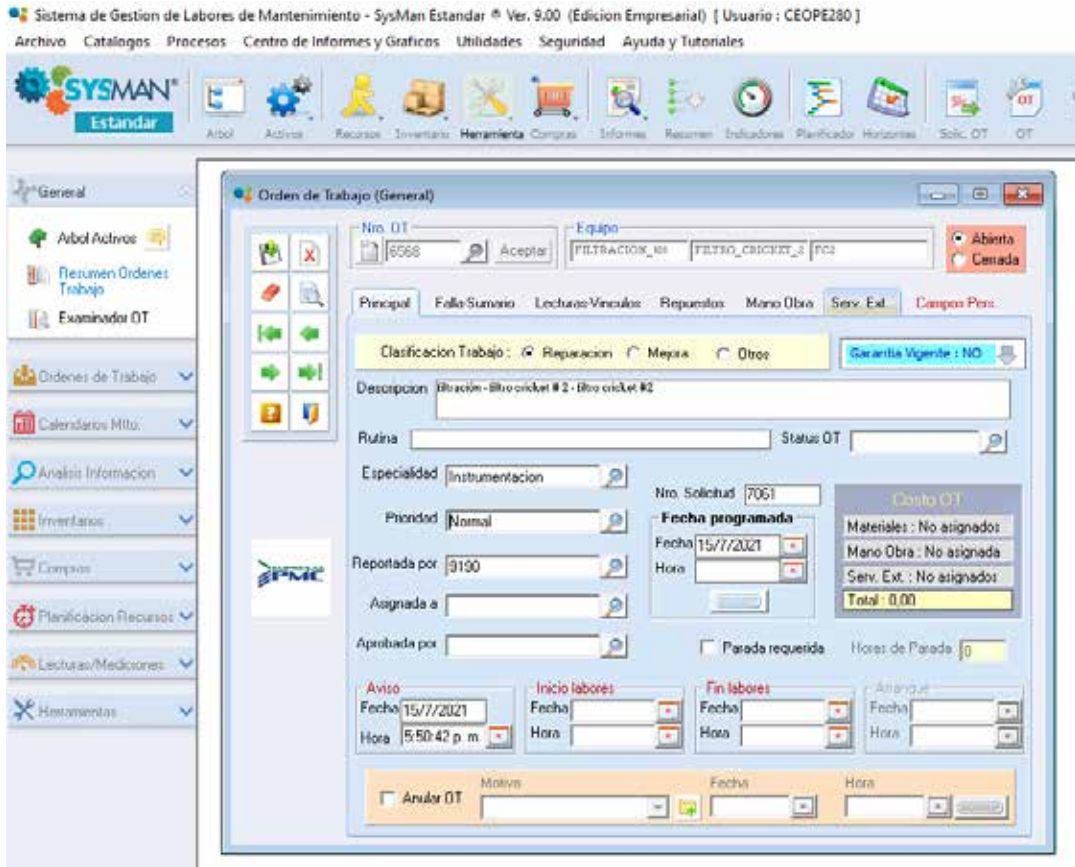 Sistema de Gestion de Labores de Mantenimiento - SysMan Estandar ® Ver. 9.00 (Edicion Empresarial) [ Usuario : CEOPE280 ]
Archivo Catalogos Procesos Centro de Informes y Graficos Utilidades Seguridad Ayuda y Tutoriales
SYSMAN®
Estandar
Arbol Activos Recursos Inventario Herramienta Compras Informes Resumen Indicadores Planificador Horizontes Solic. OT OT
General
Arbol Activos
Resumen Ordenes
Trabajo
Examinador OT
Ordenes de Trabajo
Calendarios Mtto.
Analisis Informacion
Inventarios
Compras
Planificacion Recursos
Lecturas/Mediciones
Herramientas
Orden de Trabajo (General)
Nro. OT
6568
Aceptar
Equipo
FILTRO_CRICKET_2
Abierta
Cerrada
Principal Falla-Sumario Lecturas-Vinculos Repuestos Mano Obra Serv. Ext. Campos Pers.
Clasificacion Trabajo : Reparacion Mejora Otros
Garantia Vigente : NO
Descripcion filtración - filtro cricket # 2 - filtro cricket #2
Rutina
Status OT
Especialidad Instrumentacion
Nro. Solicitud 7061
Prioridad Normal
Fecha programada
Fecha 15/7/2021
Hora
Reportada por 9190
Asignada a
Aprobada por
Costo OT
Materiales : No asignados
Mano Obra : No asignada
Serv. Ext. : No asignados
Total : 0,00
PMC
Parada requerida
Horas de Parada 0
Aviso
Fecha 15/7/2021
Hora 5:50:42 p. m.
Inicio labores
Fecha
Hora
Fin labores
Fecha
Hora
Arranque
Fecha
Hora
Anular OT
Motivo
Fecha
Hora